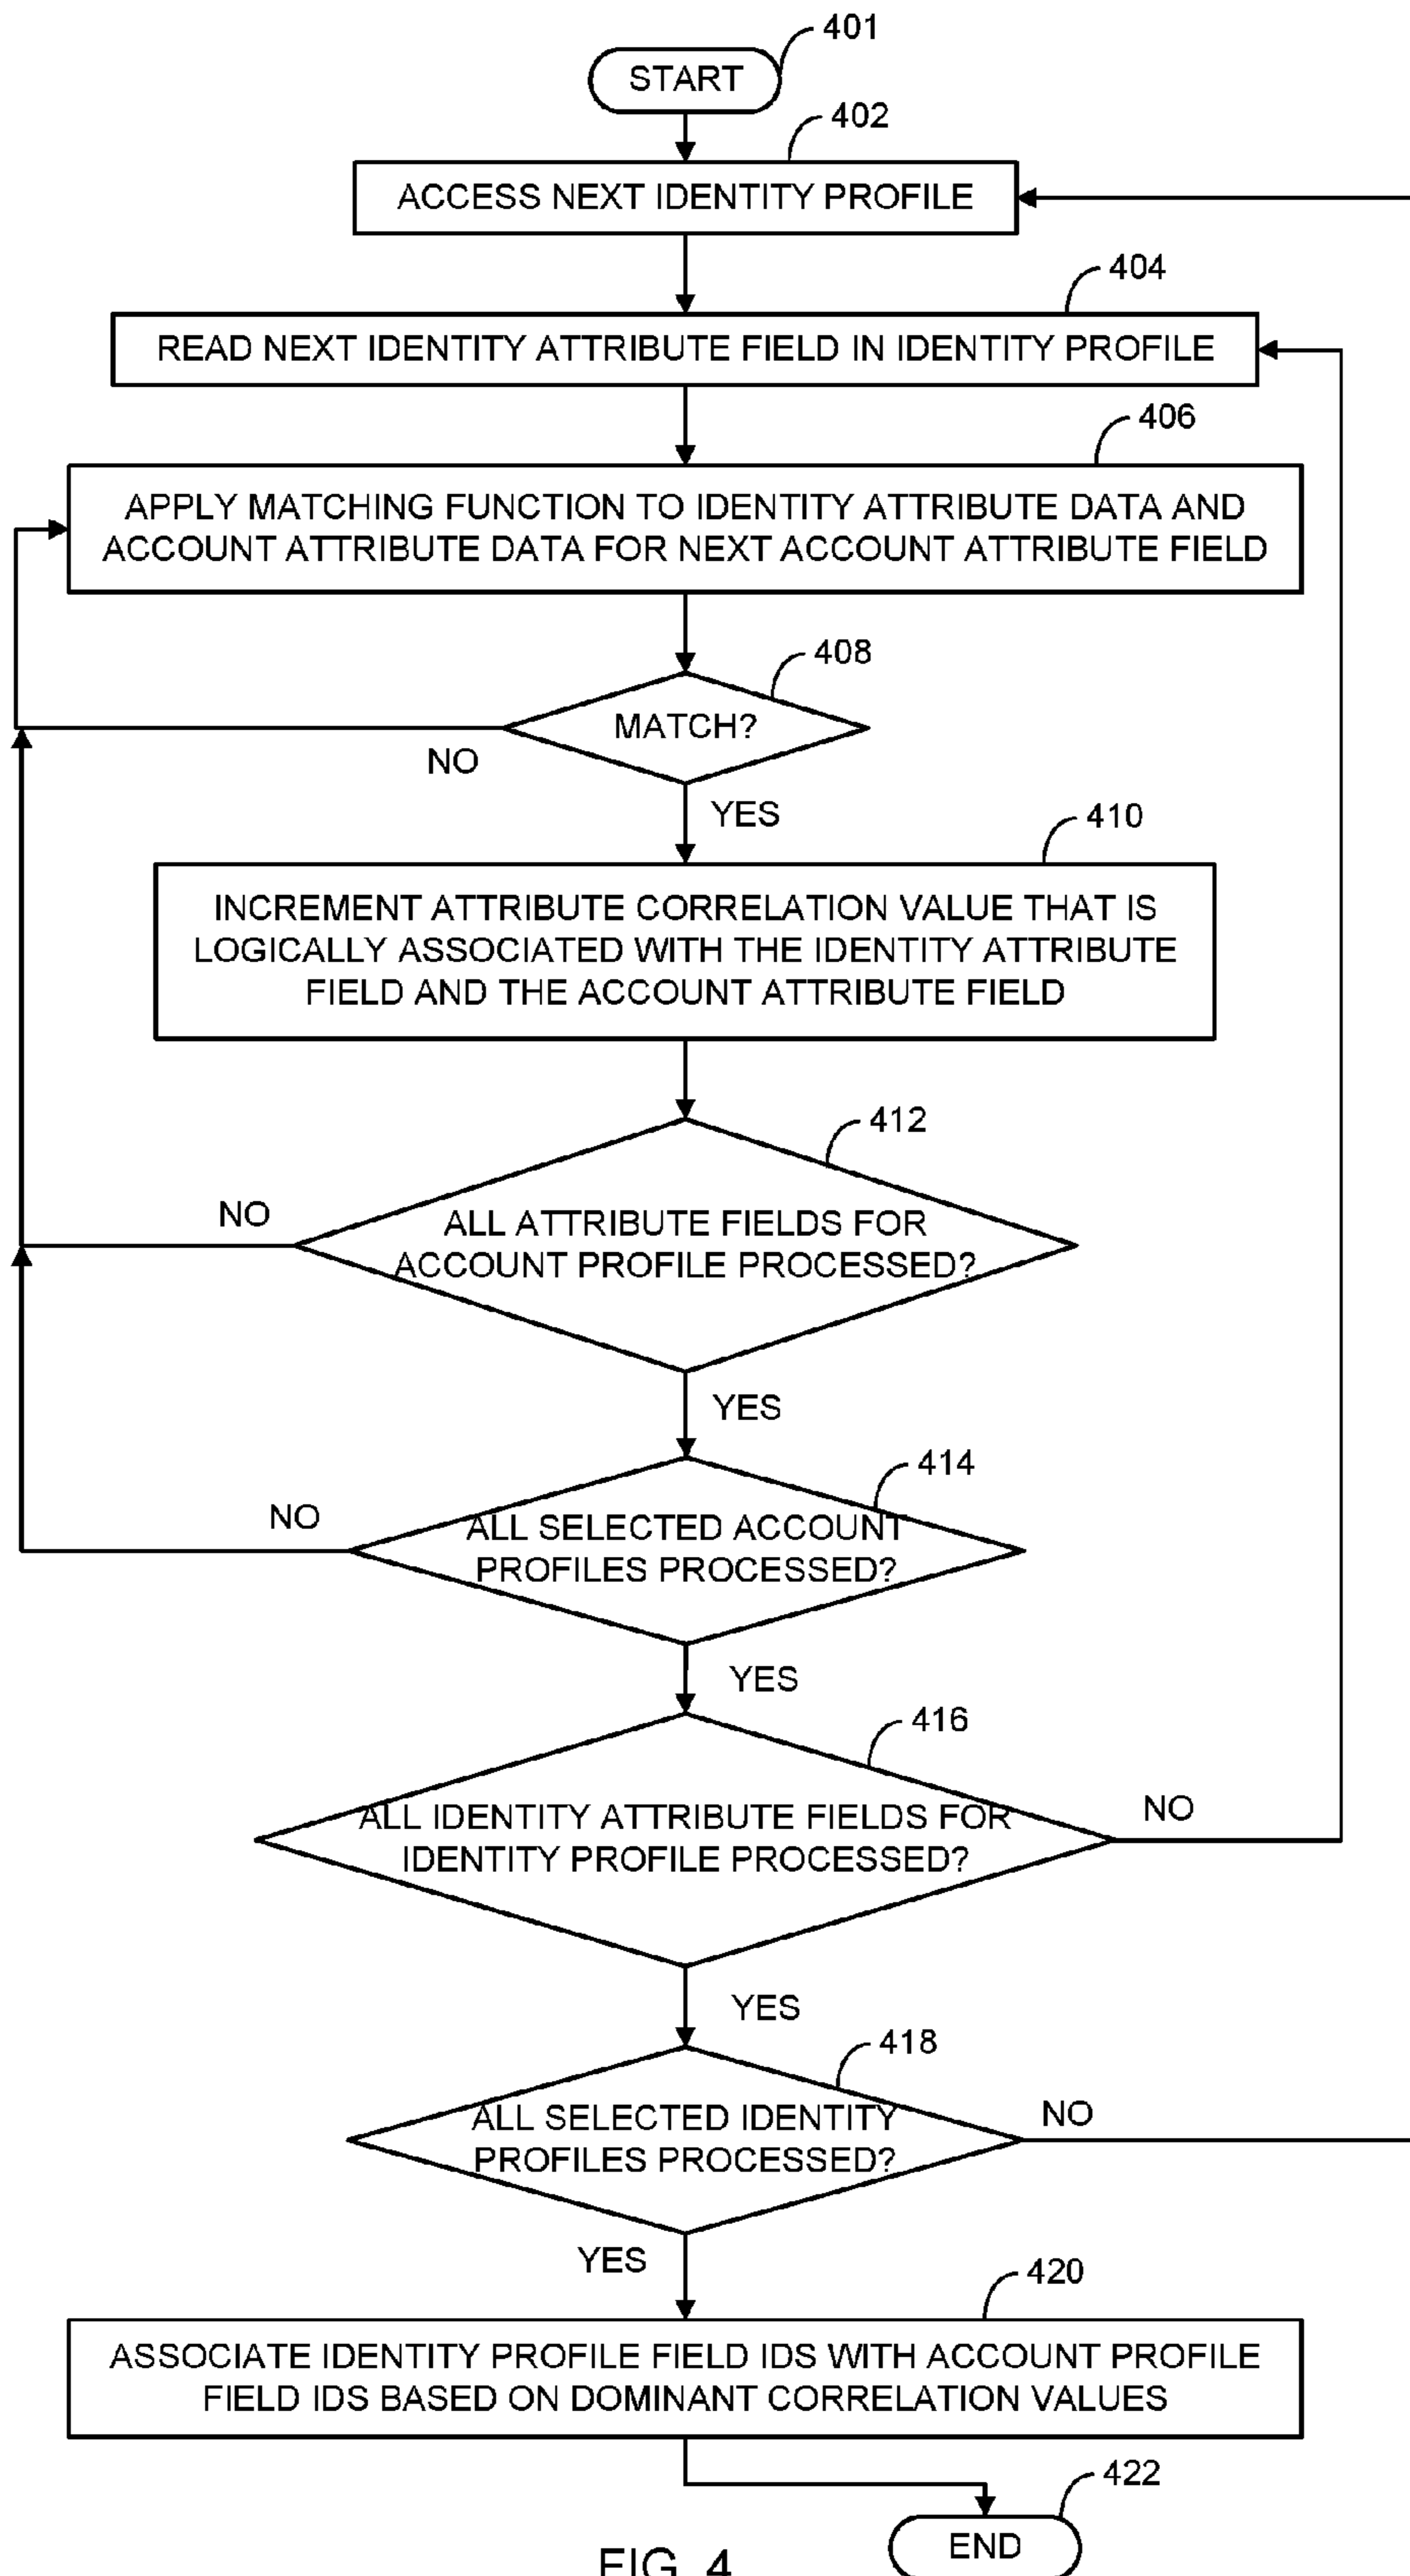 401
START
402
ACCESS NEXT IDENTITY PROFILE
404
READ NEXT IDENTITY ATTRIBUTE FIELD IN IDENTITY PROFILE
406
APPLY MATCHING FUNCTION TO IDENTITY ATTRIBUTE DATA AND
ACCOUNT ATTRIBUTE DATA FOR NEXT ACCOUNT ATTRIBUTE FIELD
408
MATCH?
NO
YES
410
INCREMENT ATTRIBUTE CORRELATION VALUE THAT IS
LOGICALLY ASSOCIATED WITH THE IDENTITY ATTRIBUTE
FIELD AND THE ACCOUNT ATTRIBUTE FIELD
412
NO
ALL ATTRIBUTE FIELDS FOR
ACCOUNT PROFILE PROCESSED?
YES
414
NO
ALL SELECTED ACCOUNT
PROFILES PROCESSED?
YES
416
NO
ALL IDENTITY ATTRIBUTE FIELDS FOR
IDENTITY PROFILE PROCESSED?
YES
418
NO
ALL SELECTED IDENTITY
PROFILES PROCESSED?
YES
420
ASSOCIATE IDENTITY PROFILE FIELD IDS WITH ACCOUNT PROFILE
FIELD IDS BASED ON DOMINANT CORRELATION VALUES
422
END
FIG. 4